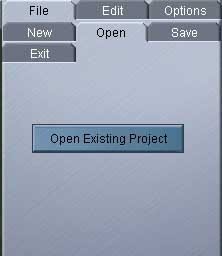 File Edit Options
New Open Save
Exit
Open Existing Project